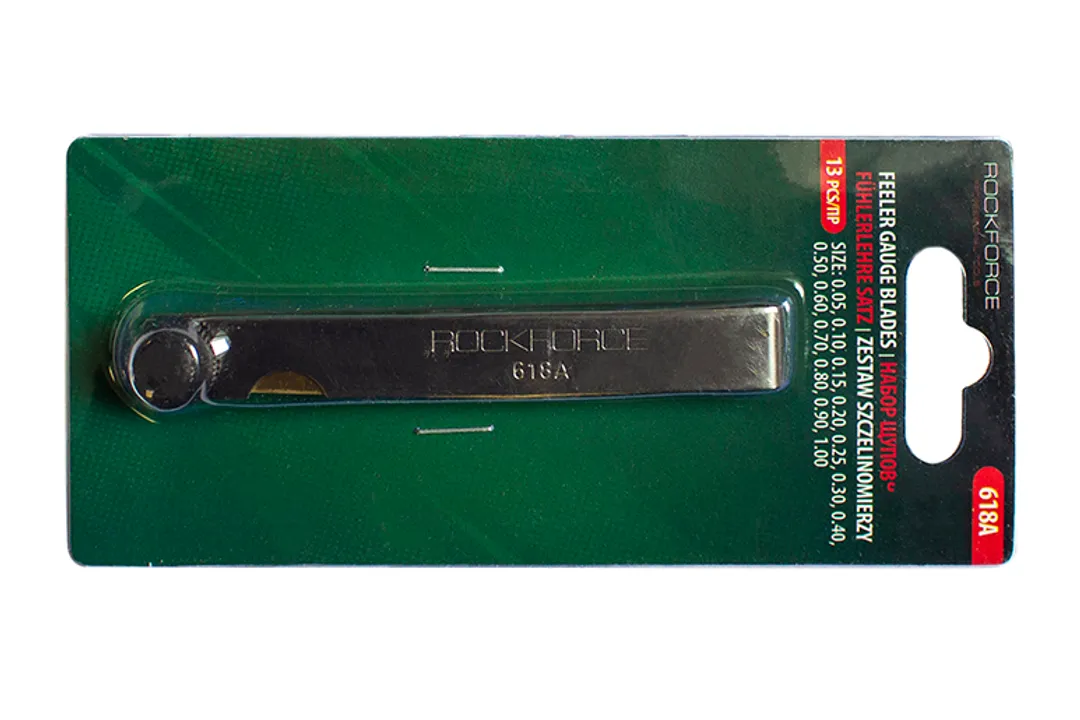 ROCKFORCE
618A
FEELER GAUGE BLADES | НАБОР ЩУПОВ
FÜHLERLEHRE SATZ | ZESTAW SZCZELINOMIERZY
13 PCS/ПР
SIZE: 0.05, 0.10, 0.15, 0.20, 0.25, 0.30, 0.40,
0.50, 0.60, 0.70, 0.80, 0.90, 1.00
ROCKFORCE
618A